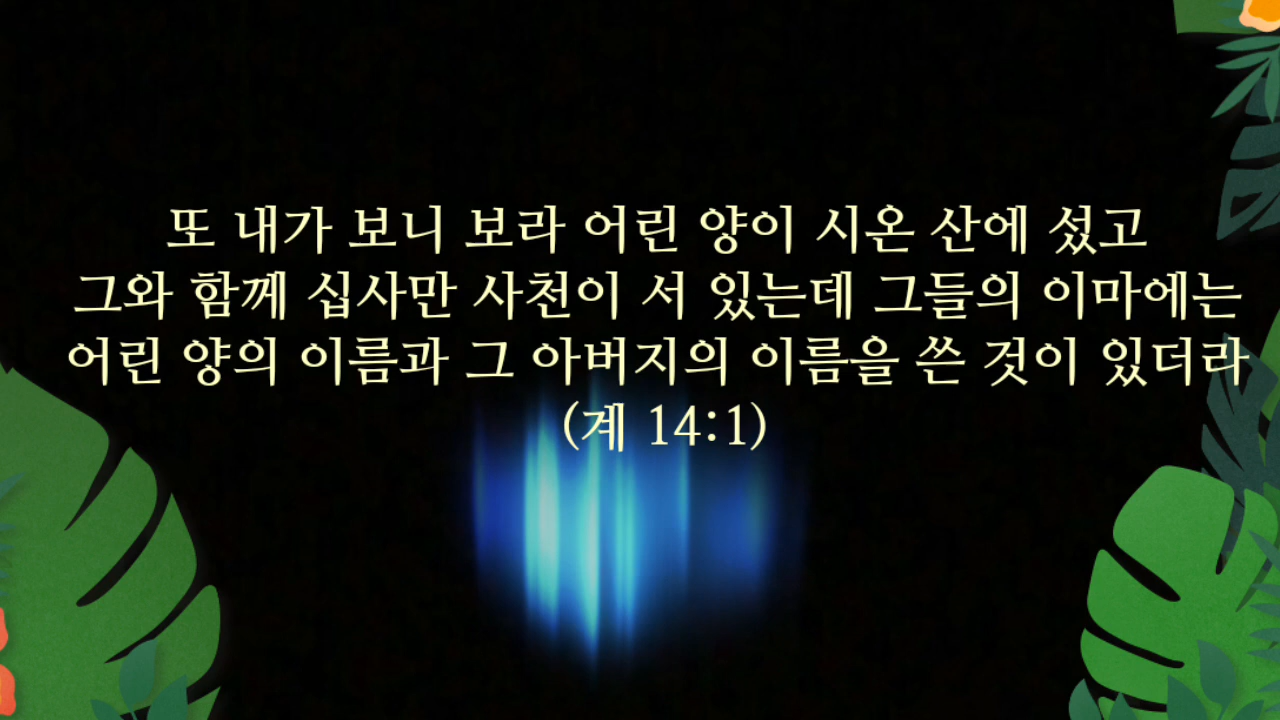 또 내가 보니 보라 어린 양이 시온 산에 섰고
그와 함께 십사만 사천이 서 있는데 그들의 이마에는
어린 양의 이름과 그 아버지의 이름을 쓴 것이 있더라
(계 14:1)